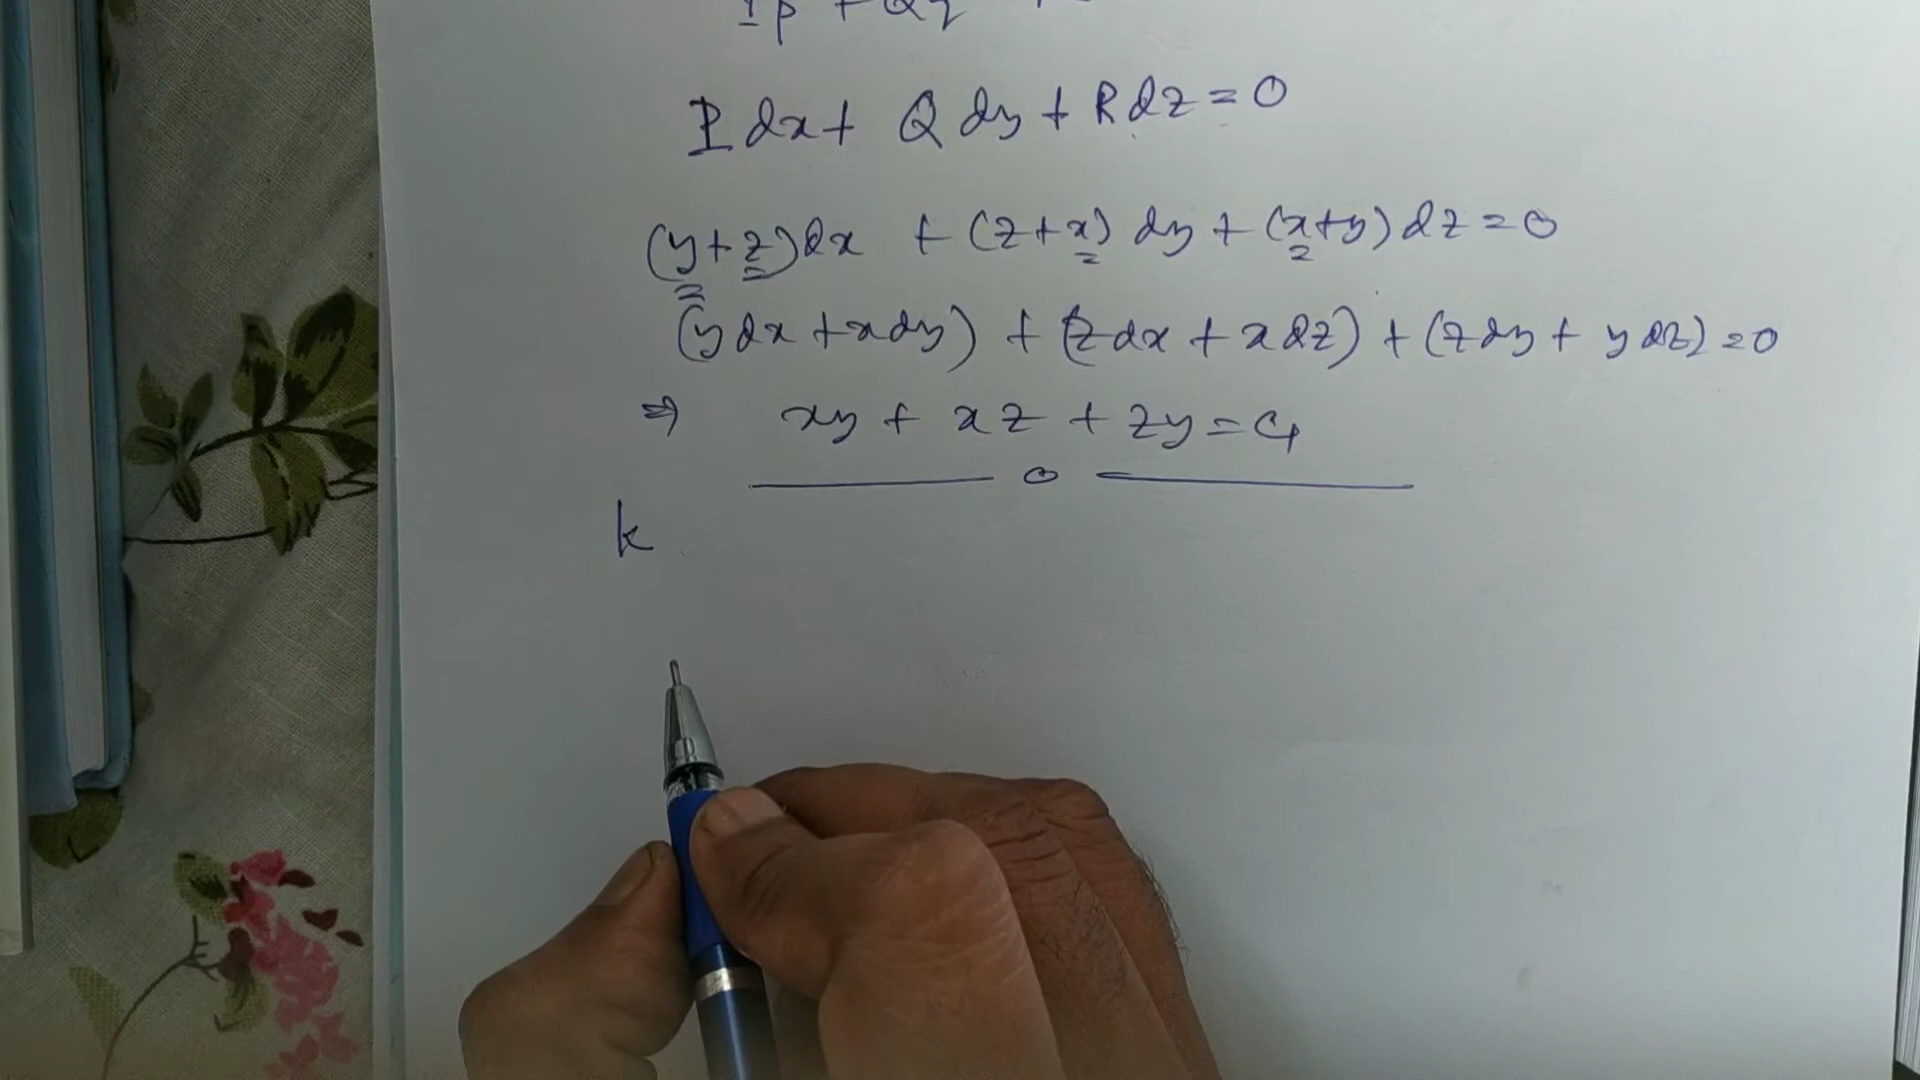 Pdx + Qdy + Rdz = 0
(y+z)dx + (z+x)dy + (x+y)dz = 0
(ydx + xdy) + (zdx + xdz) + (zdy + ydz) = 0
⇒ xy + xz + zy = C1
k